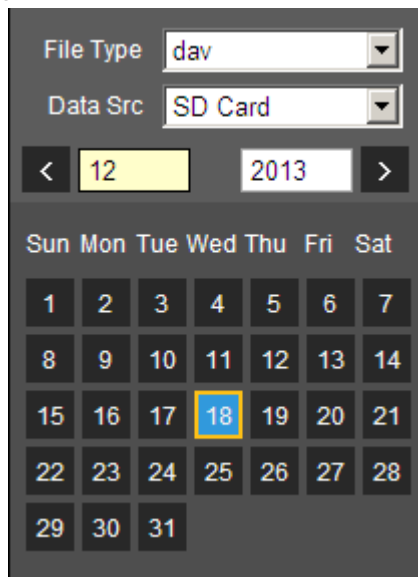 File Type dav
Data Src SD Card
< 12 2013 >
Sun Mon Tue Wed Thu Fri Sat
1 2 3 4 5 6 7
8 9 10 11 12 13 14
15 16 17 18 19 20 21
22 23 24 25 26 27 28
29 30 31